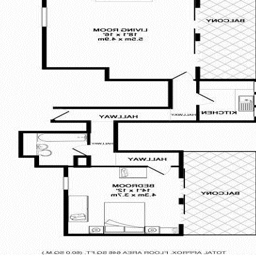 LIVING ROOM
18'1 x 16'
5.5m x 4.9m
BALCONY
KITCHEN
HALLWAY
HALLWAY
HALLWAY
BEDROOM
14'1 x 12'
4.3m x 3.7m
BALCONY
TOTAL APPROX. FLOOR AREA 646 SQ.FT. (60.0 SQ.M.)